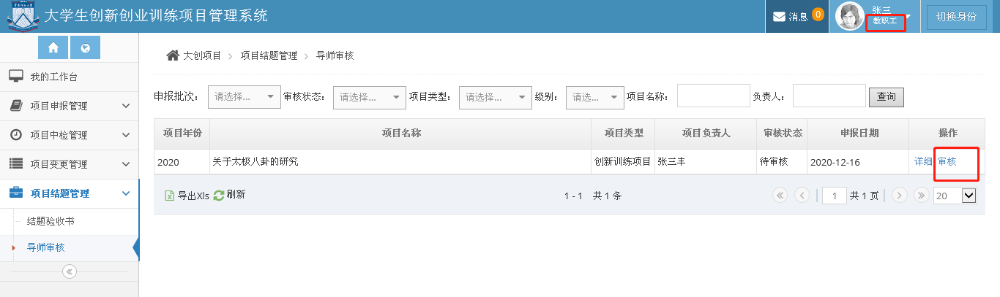 大学生创新创业训练项目管理系统
消息 0
张三
教职工
切换身份
我的工作台
项目申报管理
项目中检管理
项目变更管理
项目结题管理
结题验收书
导师审核
大创项目 > 项目结题管理 > 导师审核
申报批次： 请选择... 审核状态： 请选择... 项目类型： 请选择... 级别： 请选... 项目名称： 负责人： 查询
项目年份 项目名称 项目类型 项目负责人 审核状态 申报日期 操作
2020 关于太极八卦的研究 创新训练项目 张三丰 待审核 2020-12-16 详细 审核
导出Xls 刷新 1 - 1 共 1 条 1 共 1 页 20